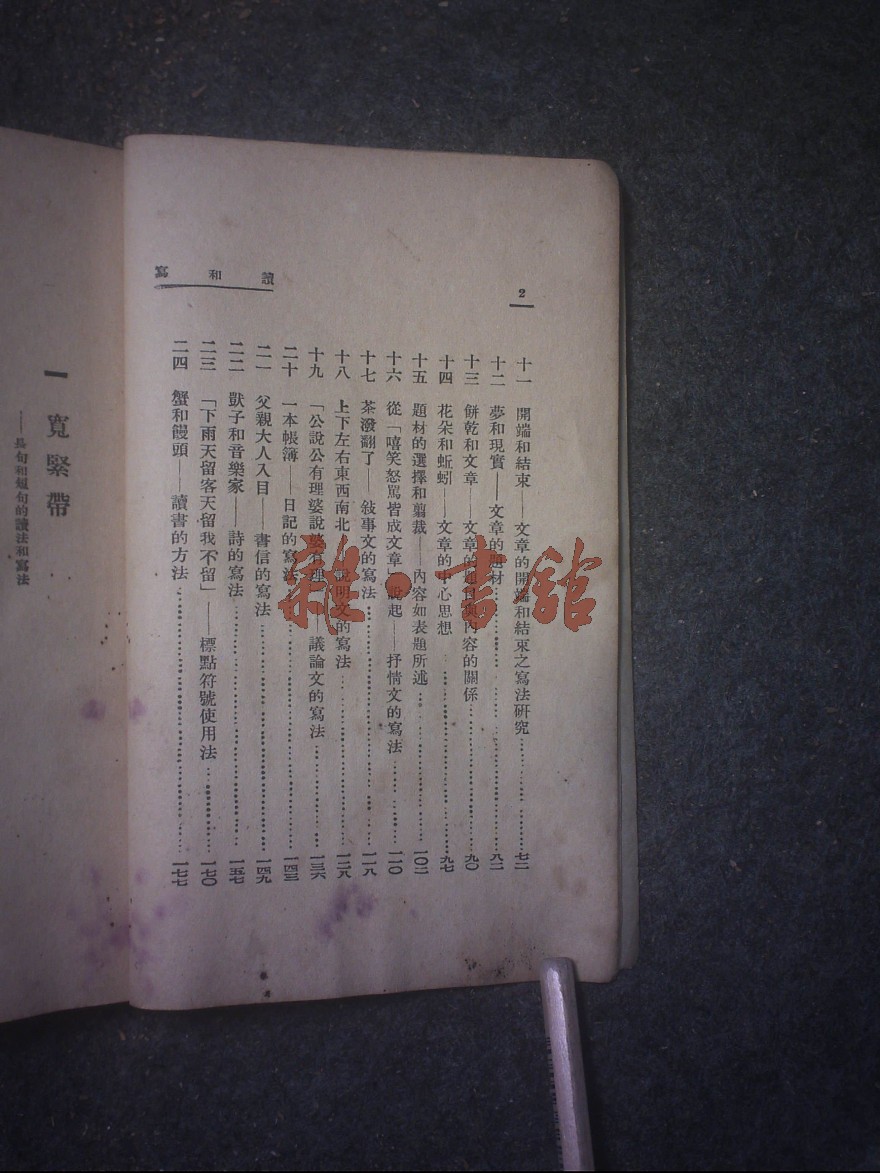 讀和寫
2
十一 開端和結束——文章的開端和結束之寫法研究……七二
十二 夢和現實——文章的題材……八二
十三 餅乾和文章——文章的與內容的關係……九〇
十四 花朵和蚯蚓——文章的中心思想……九七
十五 題材的選擇和剪裁——內容如表題所述……一〇二
十六 從「嘻笑怒駡皆成文章」說起——抒情文的寫法……一一〇
十七 茶潑翻了——敍事文的寫法……一一八
十八 上下左右東西南北——說明文的寫法……一二八
十九 「公說公有理婆說婆有理」——議論文的寫法……一三六
二十 一本帳簿——日記的寫法……一四三
二一 父親大人入目——書信的寫法……一四九
二二 獃子和音樂家——詩的寫法……一五七
二三 「下雨天留客天留我不留」——標點符號使用法……一七〇
二四 蟹和饅頭——讀書的方法……一七七
一 寬緊帶
——長句和短句的讀法和寫法
雜·書館